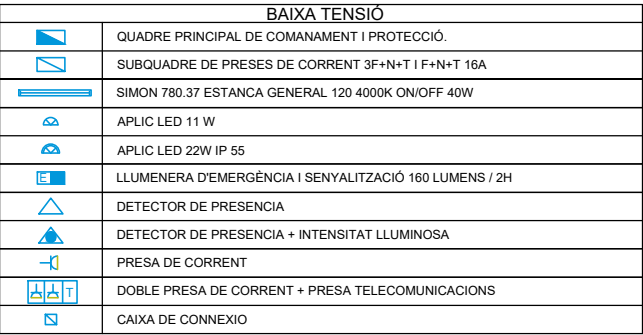 BAIXA TENSIÓ
QUADRE PRINCIPAL DE COMANAMENT I PROTECCIÓ.
SUBQUADRE DE PRESES DE CORRENT 3F+N+T I F+N+T 16A
SIMON 780.37 ESTANCA GENERAL 120 4000K ON/OFF 40W
APLIC LED 11 W
APLIC LED 22W IP 55
E LLUMENERA D'EMERGÈNCIA I SENYALITZACIÓ 160 LUMENS / 2H
DETECTOR DE PRESENCIA
DETECTOR DE PRESENCIA + INTENSITAT LLUMINOSA
PRESA DE CORRENT
T DOBLE PRESA DE CORRENT + PRESA TELECOMUNICACIONS
CAIXA DE CONNEXIO